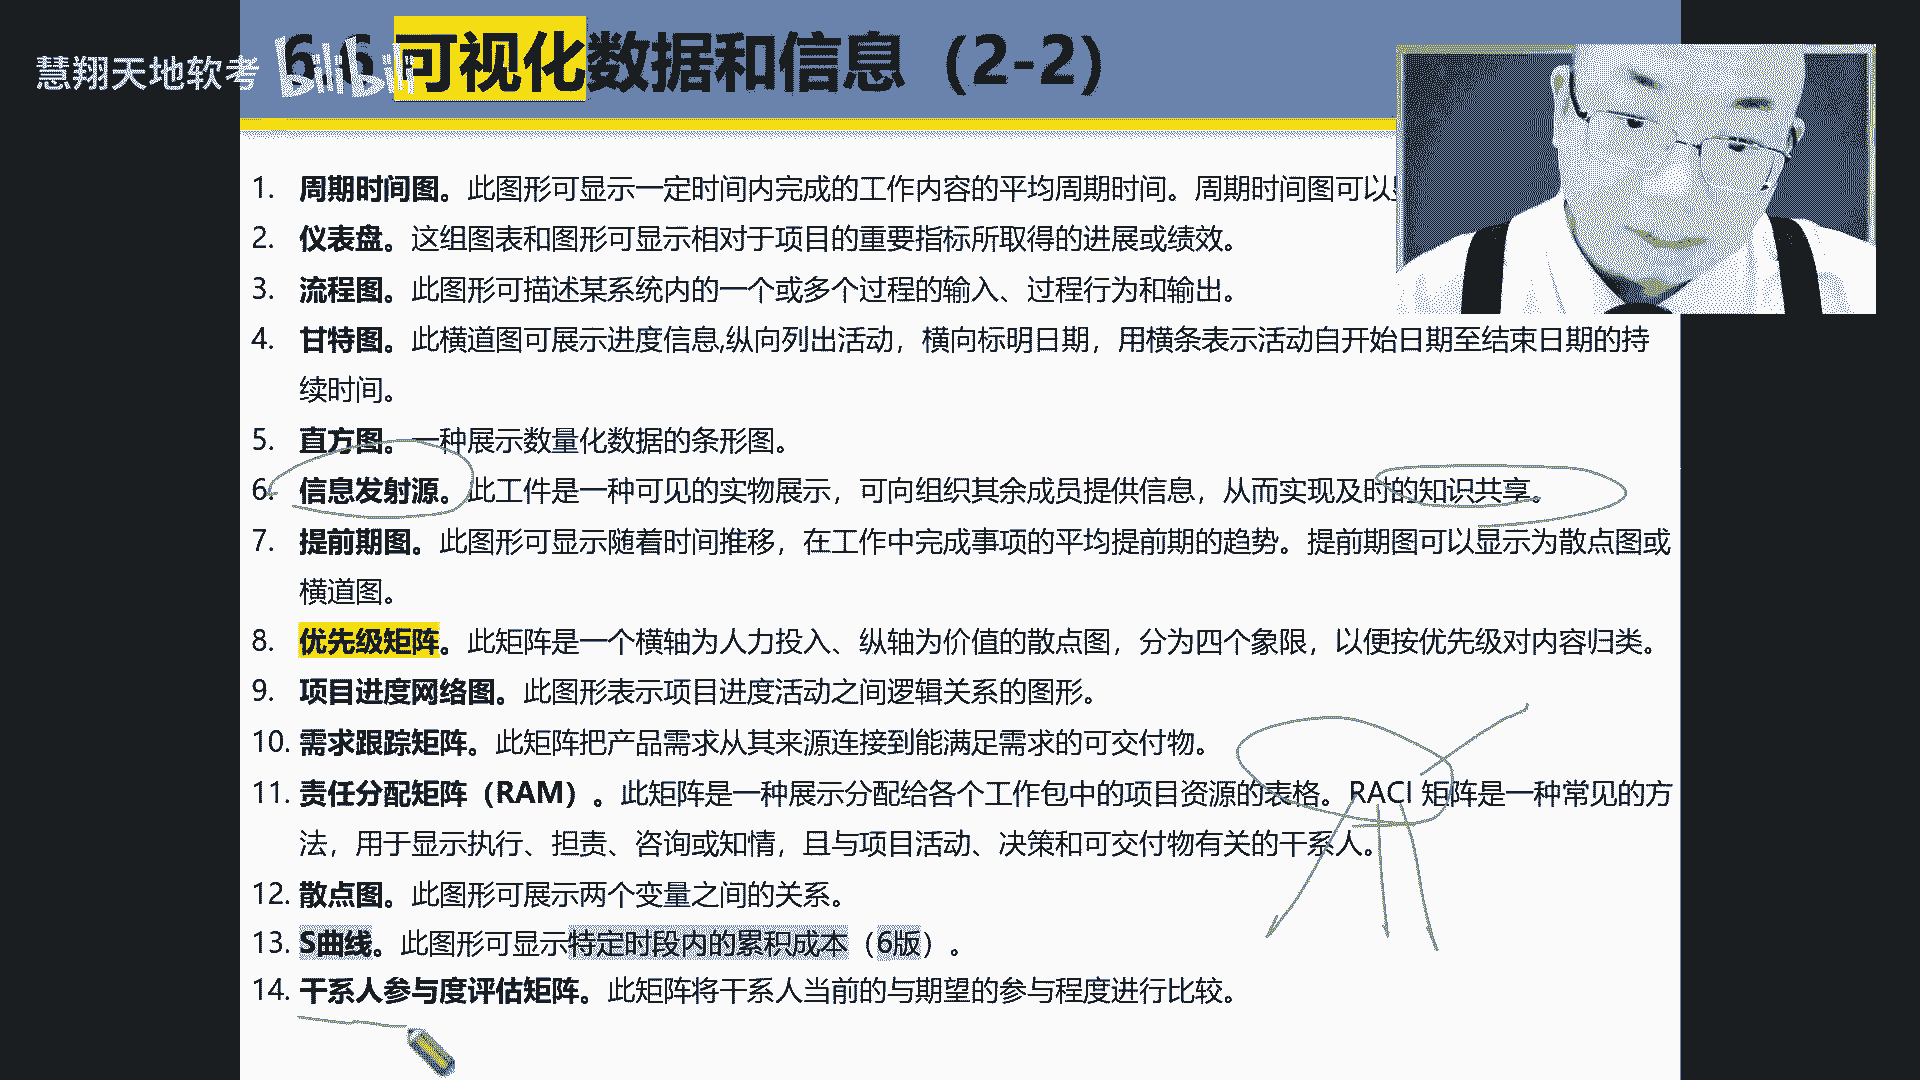 慧翔天地软考
bilibili
6.6 可视化数据和信息（2-2）
1. 周期时间图。此图形可显示一定时间内完成的工作内容的平均周期时间。周期时间图可以
2. 仪表盘。这组图表和图形可显示相对于项目的重要指标所取得的进展或绩效。
3. 流程图。此图形可描述某系统内的一个或多个过程的输入、过程行为和输出。
4. 甘特图。此横道图可展示进度信息,纵向列出活动，横向标明日期，用横条表示活动自开始日期至结束日期的持
续时间。
5. 直方图。一种展示数量化数据的条形图。
6. 信息发射源。此工件是一种可见的实物展示，可向组织其余成员提供信息，从而实现及时的知识共享。
7. 提前期图。此图形可显示随着时间推移，在工作中完成事项的平均提前期的趋势。提前期图可以显示为散点图或
横道图。
8. 优先级矩阵。此矩阵是一个横轴为人力投入、纵轴为价值的散点图，分为四个象限，以便按优先级对内容归类。
9. 项目进度网络图。此图形表示项目进度活动之间逻辑关系的图形。
10. 需求跟踪矩阵。此矩阵把产品需求从其来源连接到能满足需求的可交付物。
11. 责任分配矩阵（RAM）。此矩阵是一种展示分配给各个工作包中的项目资源的表格。RACI 矩阵是一种常见的方
法，用于显示执行、担责、咨询或知情，且与项目活动、决策和可交付物有关的干系人。
12. 散点图。此图形可展示两个变量之间的关系。
13. S曲线。此图形可显示特定时段内的累积成本（6版）。
14. 干系人参与度评估矩阵。此矩阵将干系人当前的与期望的参与程度进行比较。